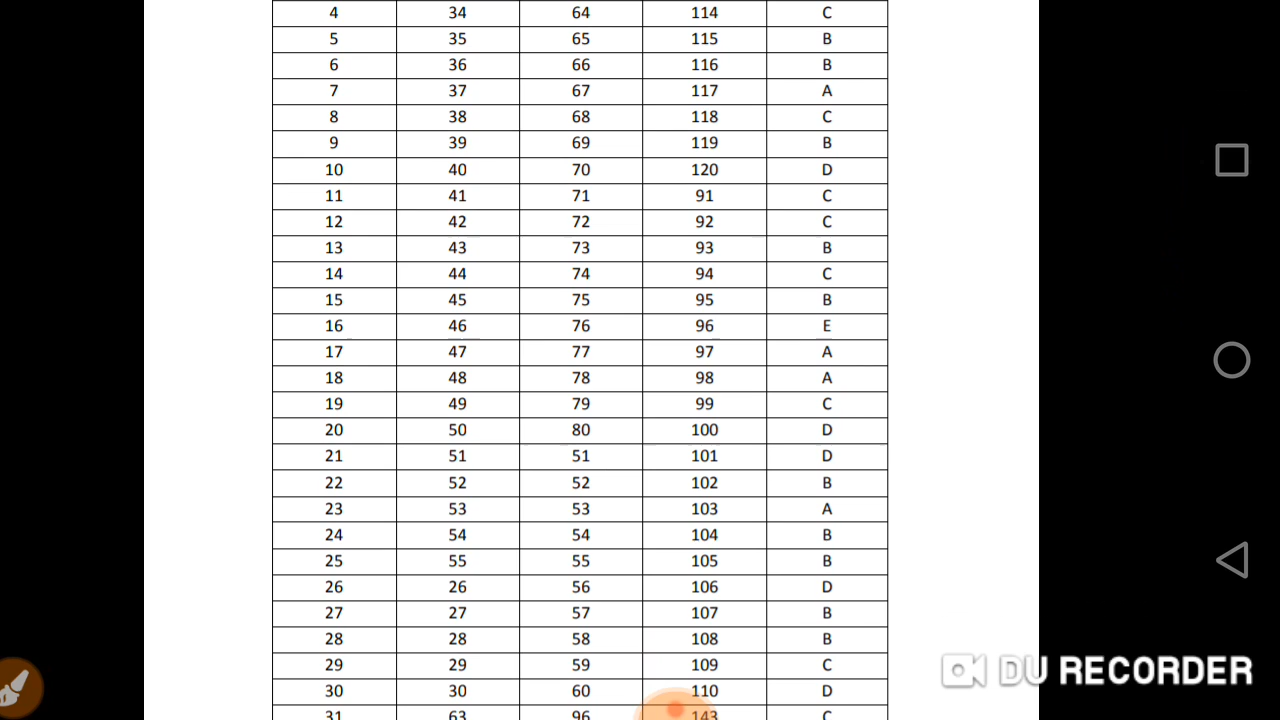 4 34 64 114 C
5 35 65 115 B
6 36 66 116 B
7 37 67 117 A
8 38 68 118 C
9 39 69 119 B
10 40 70 120 D
11 41 71 91 C
12 42 72 92 C
13 43 73 93 B
14 44 74 94 C
15 45 75 95 B
16 46 76 96 E
17 47 77 97 A
18 48 78 98 A
19 49 79 99 C
20 50 80 100 D
21 51 51 101 D
22 52 52 102 B
23 53 53 103 A
24 54 54 104 B
25 55 55 105 B
26 26 56 106 D
27 27 57 107 B
28 28 58 108 B
29 29 59 109 C
30 30 60 110 D
31 63 96 143 C
DU RECORDER